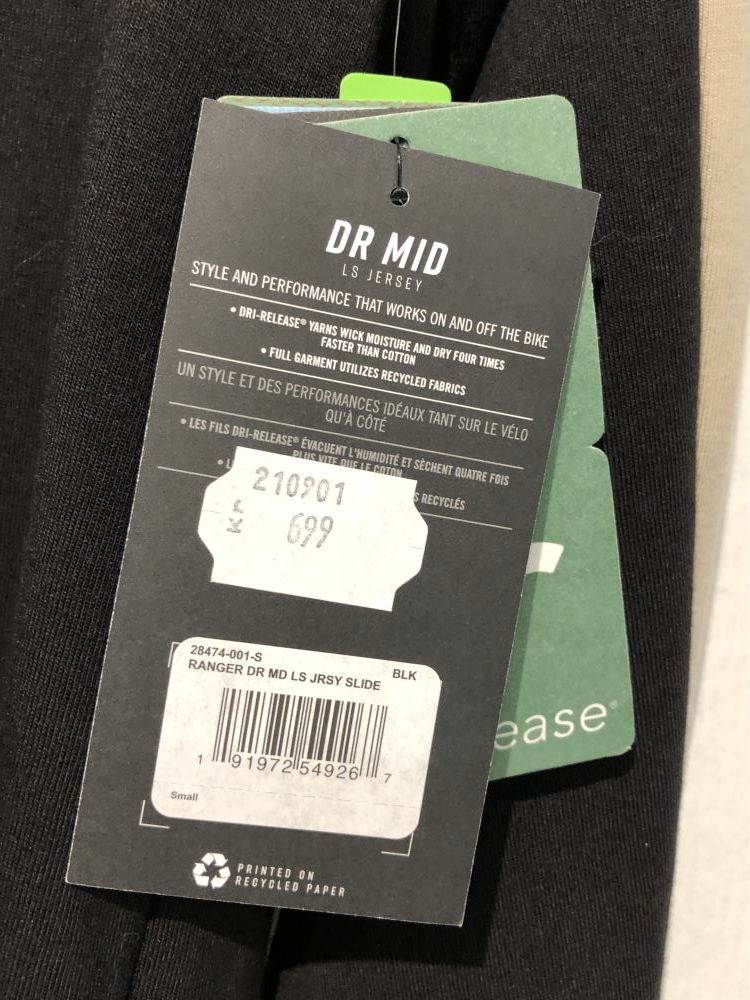 DR MID
LS JERSEY
STYLE AND PERFORMANCE THAT WORKS ON AND OFF THE BIKE
• DRI-RELEASE® YARNS WICK MOISTURE AND DRY FOUR TIMES
FASTER THAN COTTON
• FULL GARMENT UTILIZES RECYCLED FABRICS
UN STYLE ET DES PERFORMANCES IDÉAUX TANT SUR LE VÉLO
QU'À CÔTÉ
• LES FILS DRI-RELEASE® ÉVACUENT L'HUMIDITÉ ET SÈCHENT QUATRE FOIS
PLUS VITE QUE LE COTON
RECYCLÉS
210901
KР 699
28474-001-S
RANGER DR MD LS JRSY SLIDE BLK
1 91972 54926 7
Small
PRINTED ON
RECYCLED PAPER
ease®